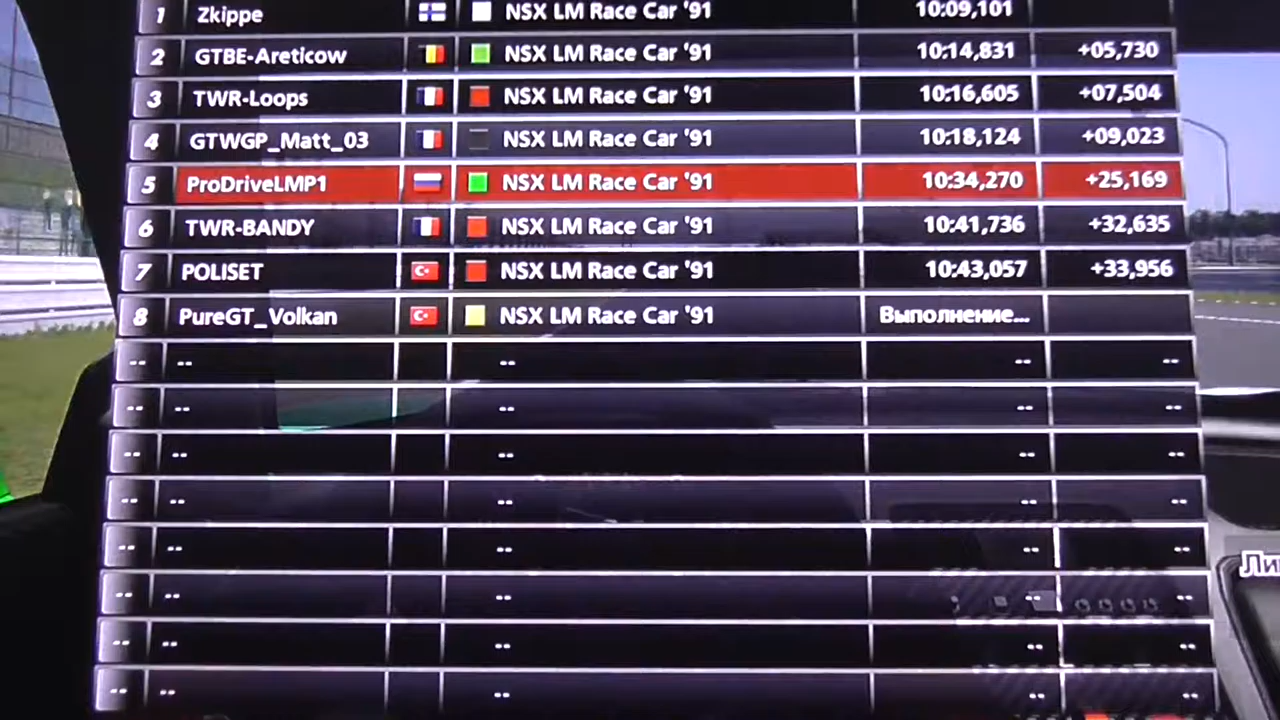 1 Zkippe NSX LM Race Car '91 10:09,101
2 GTBE-Areticow NSX LM Race Car '91 10:14,831 +05,730
3 TWR-Loops NSX LM Race Car '91 10:16,605 +07,504
4 GTWGP_Matt_03 NSX LM Race Car '91 10:18,124 +09,023
5 ProDriveLMP1 NSX LM Race Car '91 10:34,270 +25,169
6 TWR-BANDY NSX LM Race Car '91 10:41,736 +32,635
7 POLISET NSX LM Race Car '91 10:43,057 +33,956
8 PureGT_Volkan NSX LM Race Car '91 Выполнение...
-- -- -- -- --
-- -- -- -- --
-- -- -- -- --
-- -- -- -- --
-- -- -- -- --
-- -- -- -- --
-- -- -- -- --
-- -- -- -- --